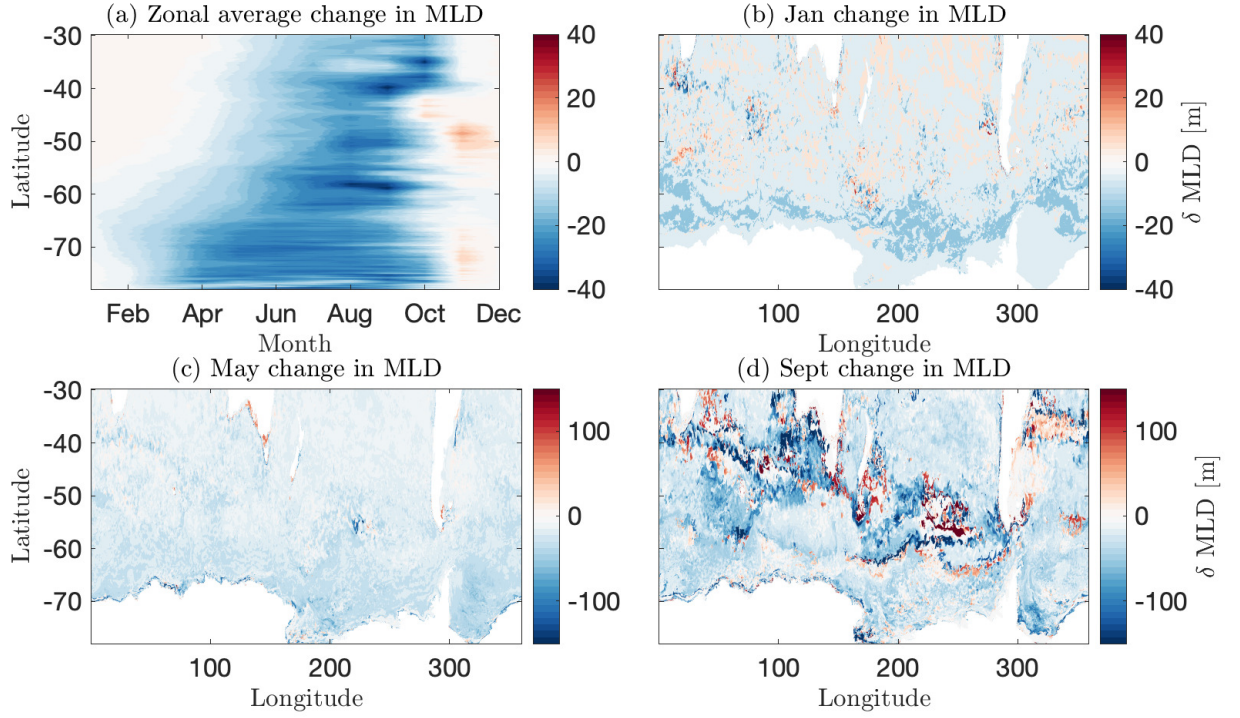 (a) Zonal average change in MLD
-30
-40
-50
-60
-70
Latitude
Feb Apr Jun Aug Oct Dec
Month
40
20
0
-20
-40
(b) Jan change in MLD
100 200 300
Longitude
40
20
0
-20
-40
δ MLD [m]
(c) May change in MLD
-30
-40
-50
-60
-70
Latitude
100 200 300
Longitude
100
0
-100
(d) Sept change in MLD
100 200 300
Longitude
100
0
-100
δ MLD [m]